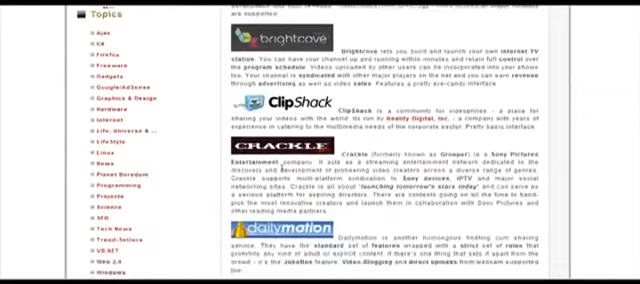 Topics
Ajax
C#
Firefox
Freeware
Gadgets
Google/AdSense
Graphics & Design
Hardware
Internet
Life, Universe & ...
LifeStyle
Linux
News
Planet Boredum
Programming
Projects
Science
SFR
Tech News
Trend-Setters
VB.NET
Web 2.0
Windows
are supported.
brightcove
Brightcove lets you build and launch your own internet TV
station. You can have your channel up and running within minutes and retain full control over
the program schedule. Videos uploaded by other users can be incorporated into your shows
too. Your channel is syndicated with other major players on the net and you can earn revenue
through advertising as well as video sales. Features a pretty eye-candy interface
ClipShack
ClipShack is a community for videophiles - a place for
sharing your videos with the world. Its run by Reality Digital, Inc. - a company with years of
experience in catering to the multimedia needs of the corporate sector. Pretty basic interface.
CRACKLE
Crackle (formerly known as Grouper) is a Sony Pictures
Entertainment company. It acts as a streaming entertainment network dedicated to the
discovery and development of pioneering video creators across a diverse range of genres.
Crackle supports multi-platform syndication to Sony devices, IPTV and major social
networking sites. Crackle is all about 'launching tomorrow's stars today' and can serve as
a serious platform for aspiring directors. There are contests going on all the time to hand-
pick the most innovative creators and launch them in collaboration with Sony Pictures and
other leading media partners.
dailymotion
Dailymotion is another humongous hosting cum sharing
service. They have the standard set of features wrapped with a strict set of rules that
prohibits any kind of adult or explicit content. If there's one thing that sets it apart from the
crowd - it's the JukeBox feature. Video-Blogging and direct uploads from webcam supported
too.